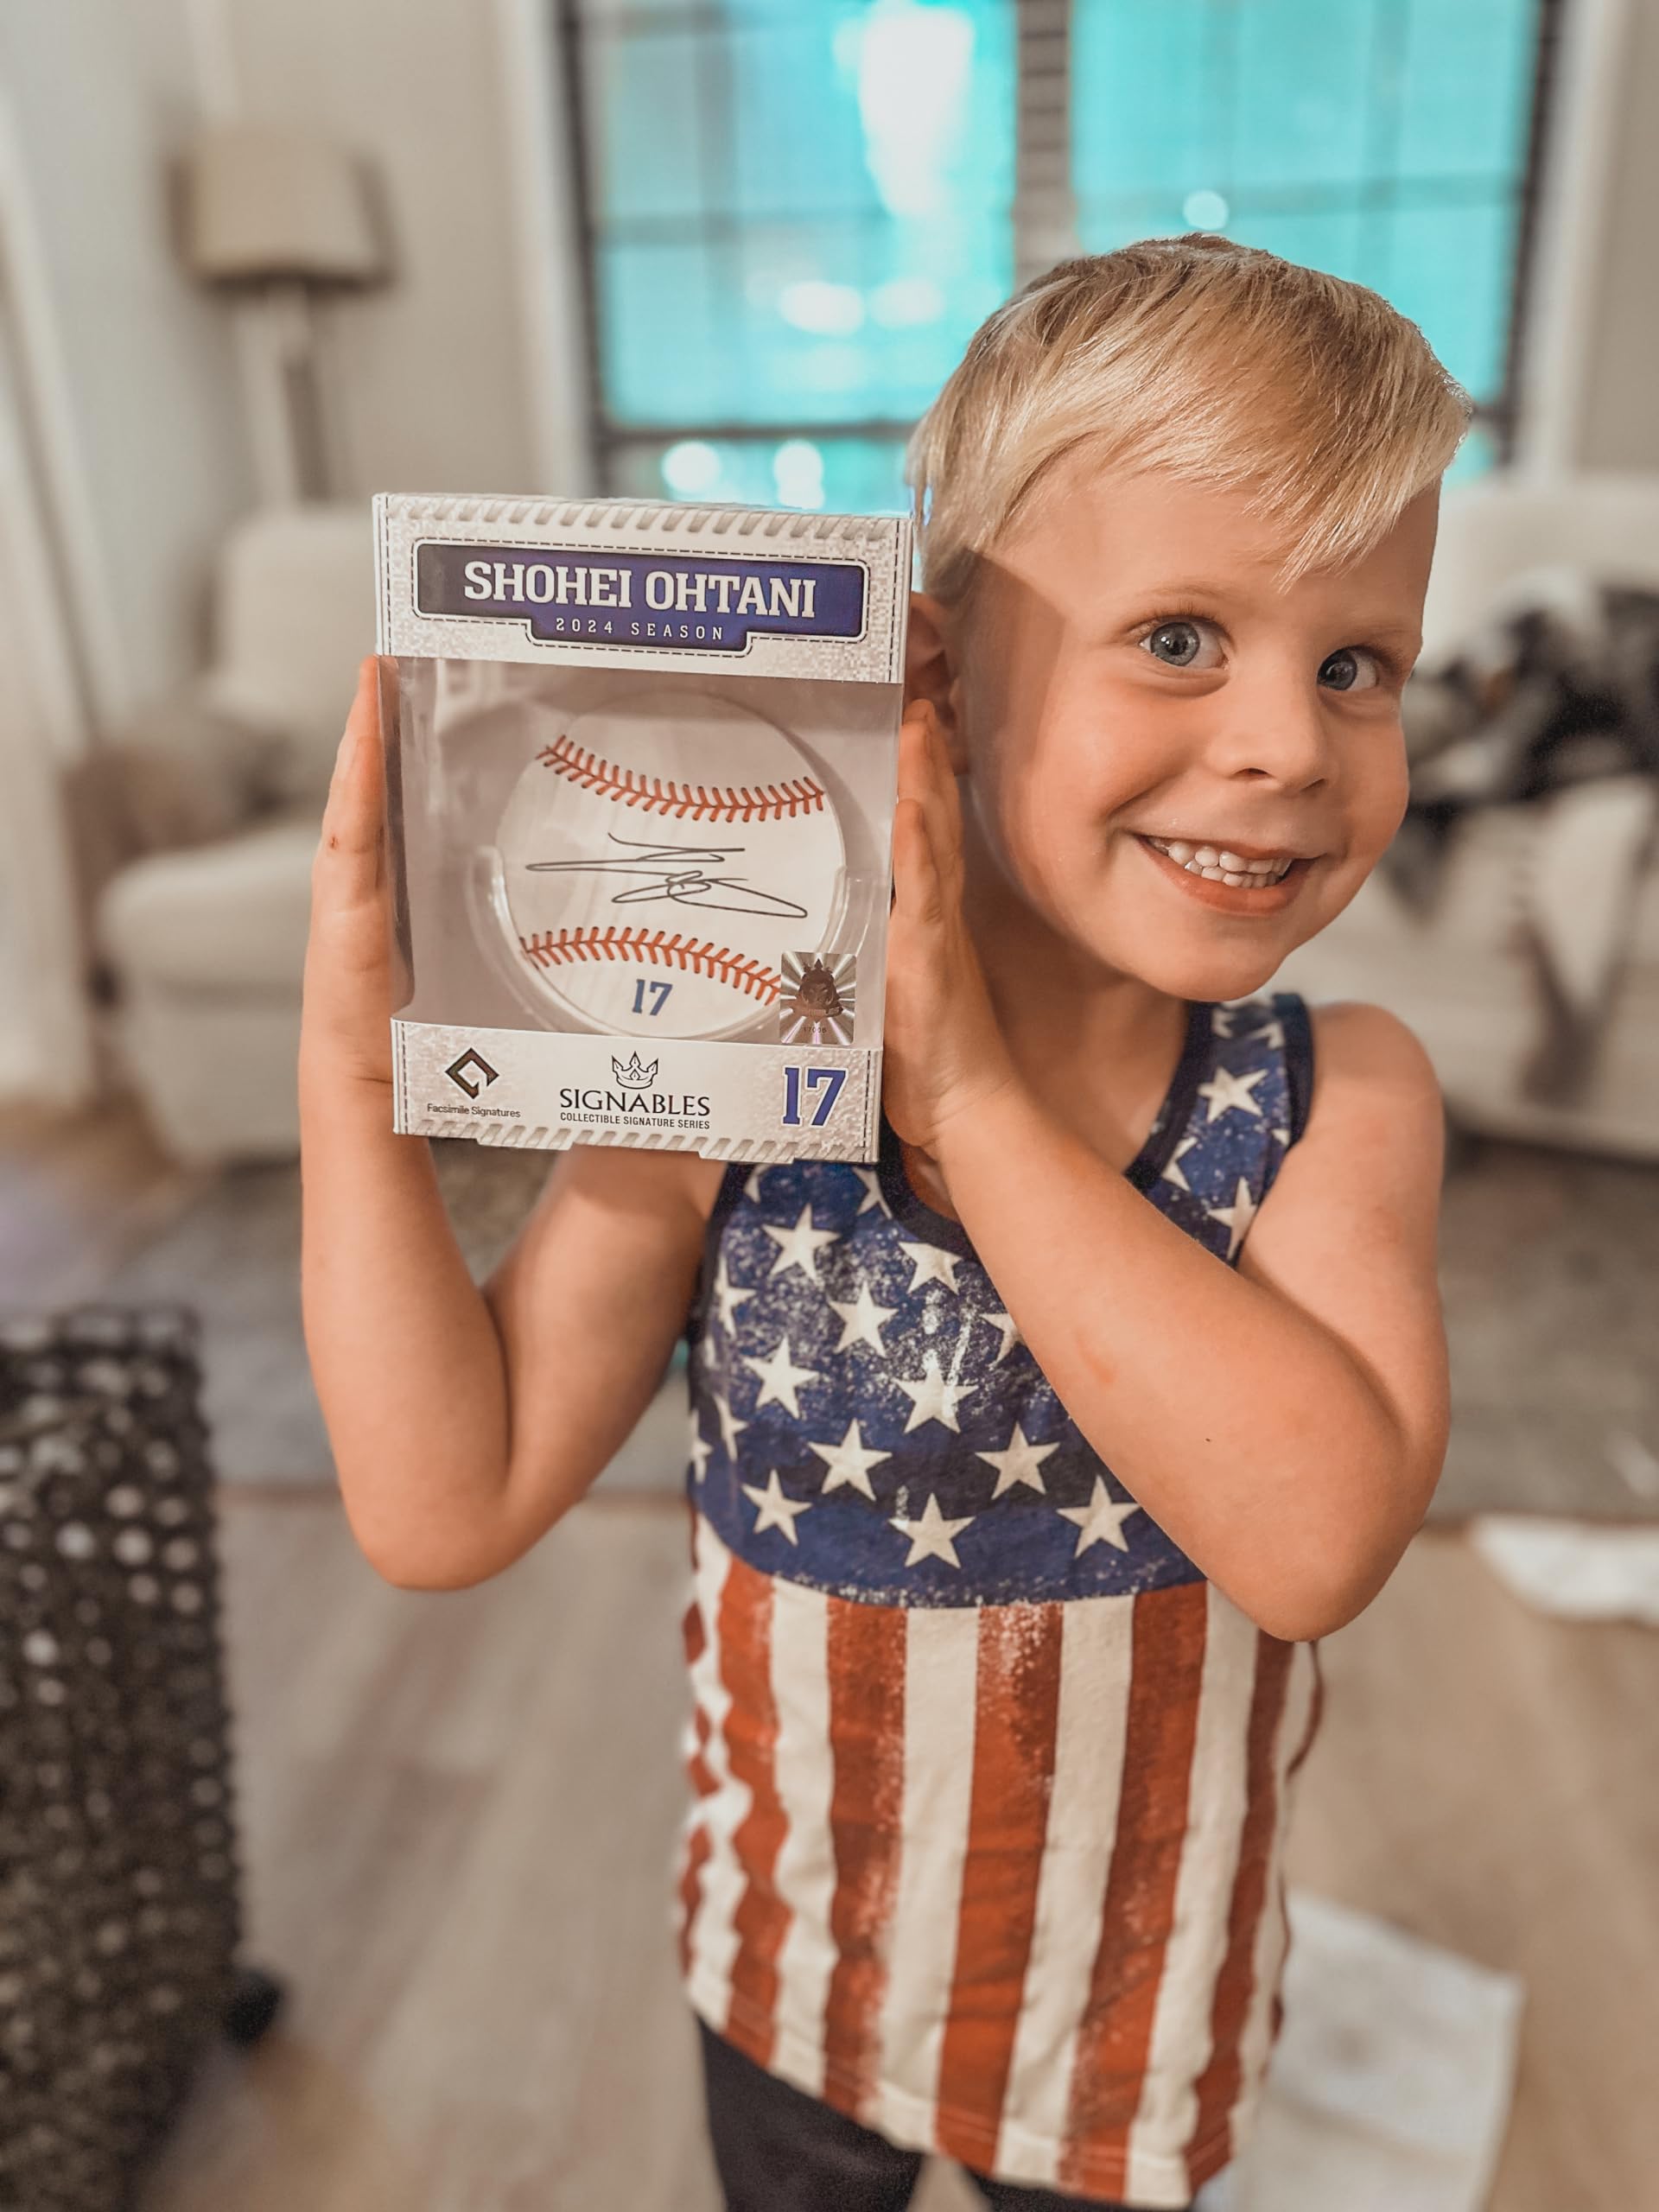 SHOHEI OHTANI
2024 SEASON
17
Facsimile Signatures
SIGNABLES
COLLECTIBLE SIGNATURE SERIES
17